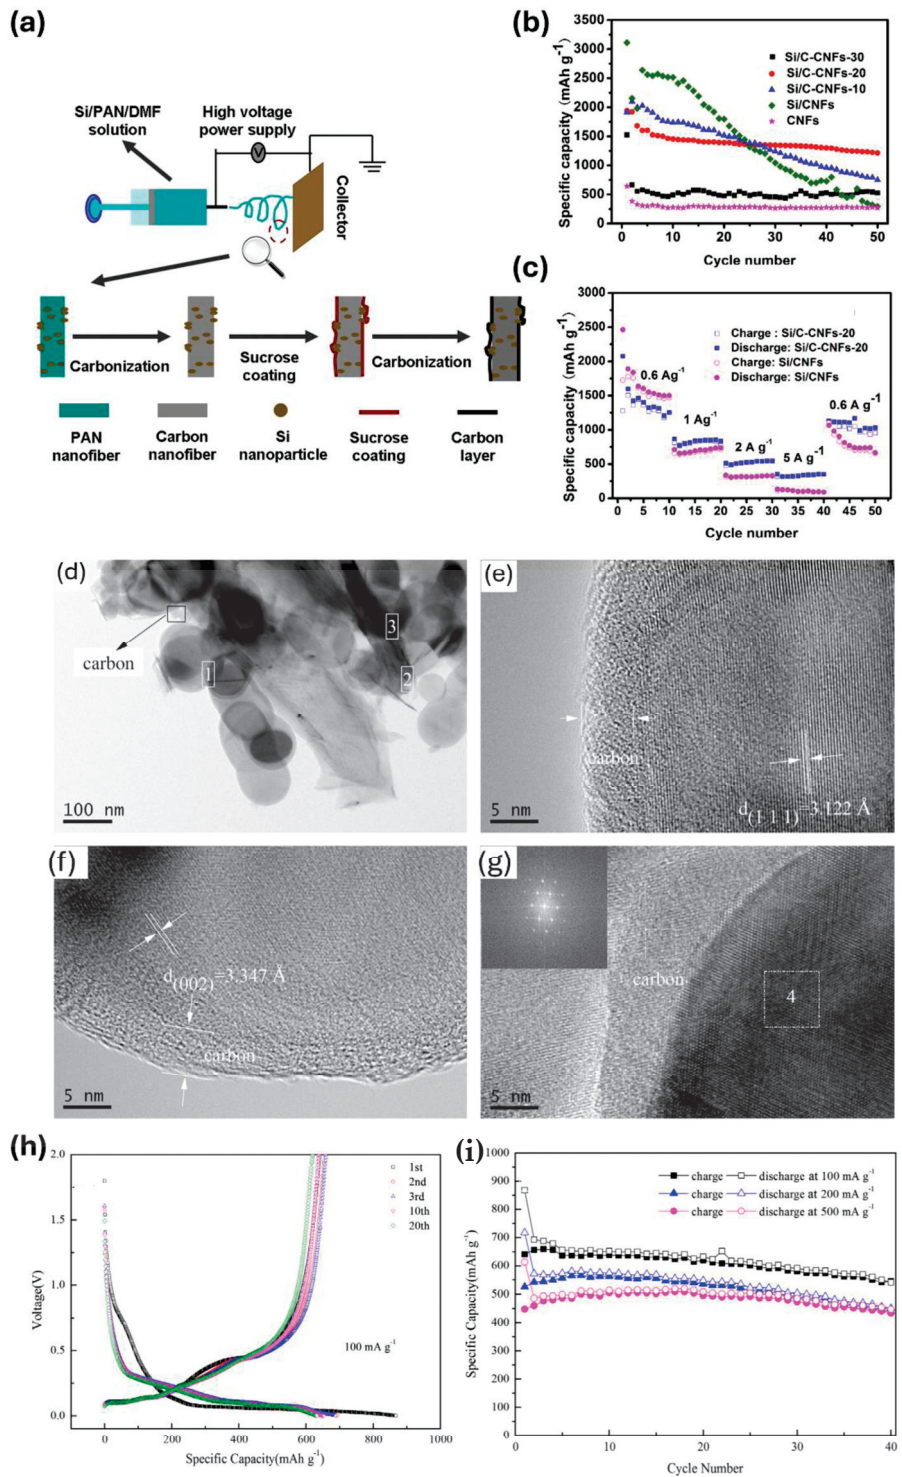 (a)
Si/PAN/DMF
solution
High voltage
power supply
V
Collector
Carbonization
Sucrose
coating
Carbonization
PAN
nanofiber
Carbon
nanofiber
Si
nanoparticle
Sucrose
coating
Carbon
layer
(b)
Specific capacity (mAh g-1)
3500
3000
2500
2000
1500
1000
500
0
Si/C-CNFs-30
Si/C-CNFs-20
Si/C-CNFs-10
Si/CNFs
CNFs
0 10 20 30 40 50
Cycle number
(c)
Specific capacity (mAh g-1)
3000
2500
2000
1500
1000
500
0
Charge : Si/C-CNFs-20
Discharge: Si/C-CNFs-20
Charge: Si/CNFs
Discharge: Si/CNFs
0.6 Ag-1
1 Ag-1
2 A g-1
5 A g-1
0.6 A g-1
0 5 10 15 20 25 30 35 40 45 50
Cycle number
(d)
carbon
1
2
3
100 nm
(e)
carbon
d(1 1 1)=3.122 Å
5 nm
(f)
d(002)=3.347 Å
carbon
5 nm
(g)
carbon
4
5 nm
(h)
Voltage(V)
2.0
1.5
1.0
0.5
0.0
1st
2nd
3rd
10th
20th
100 mA g-1
0 200 400 600 800 1000
Specific Capacity(mAh g-1)
(i)
Specific Capacity(mAh g-1)
1000
900
800
700
600
500
400
300
200
100
0
charge discharge at 100 mA g-1
charge discharge at 200 mA g-1
charge discharge at 500 mA g-1
0 10 20 30 40
Cycle Number